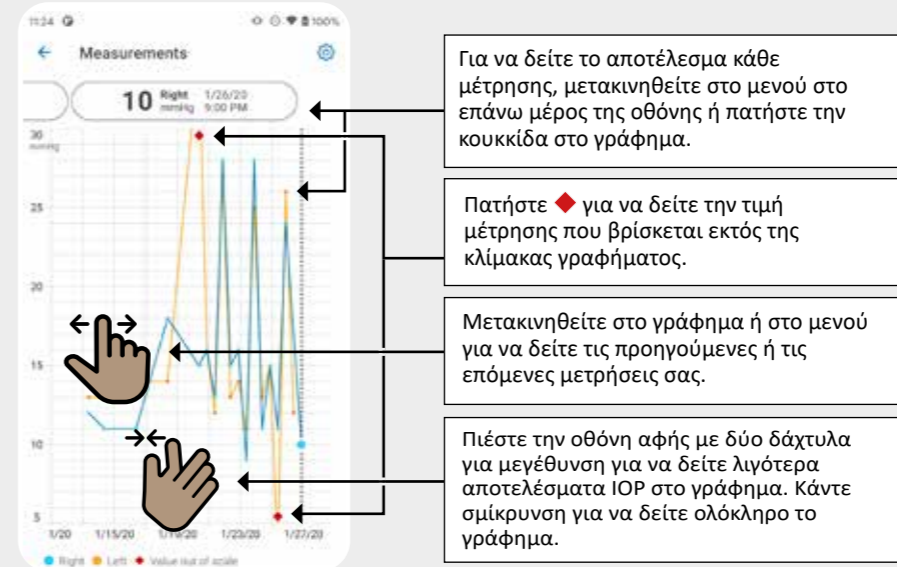 11:24 100%
Measurements
10 Right 1/26/20
mmHg 9:00 PM
30
mmHg
25
20
15
10
5
1/20 1/15/20 1/19/20 1/23/20 1/27/20
Right Left Value out of scale
Για να δείτε το αποτέλεσμα κάθε
μέτρησης, μετακινηθείτε στο μενού στο
επάνω μέρος της οθόνης ή πατήστε την
κουκκίδα στο γράφημα.
Πατήστε για να δείτε την τιμή
μέτρησης που βρίσκεται εκτός της
κλίμακας γραφήματος.
Μετακινηθείτε στο γράφημα ή στο μενού
για να δείτε τις προηγούμενες ή τις
επόμενες μετρήσεις σας.
Πιέστε την οθόνη αφής με δύο δάχτυλα
για μεγέθυνση για να δείτε λιγότερα
αποτελέσματα IOP στο γράφημα. Κάντε
σμίκρυνση για να δείτε ολόκληρο το
γράφημα.